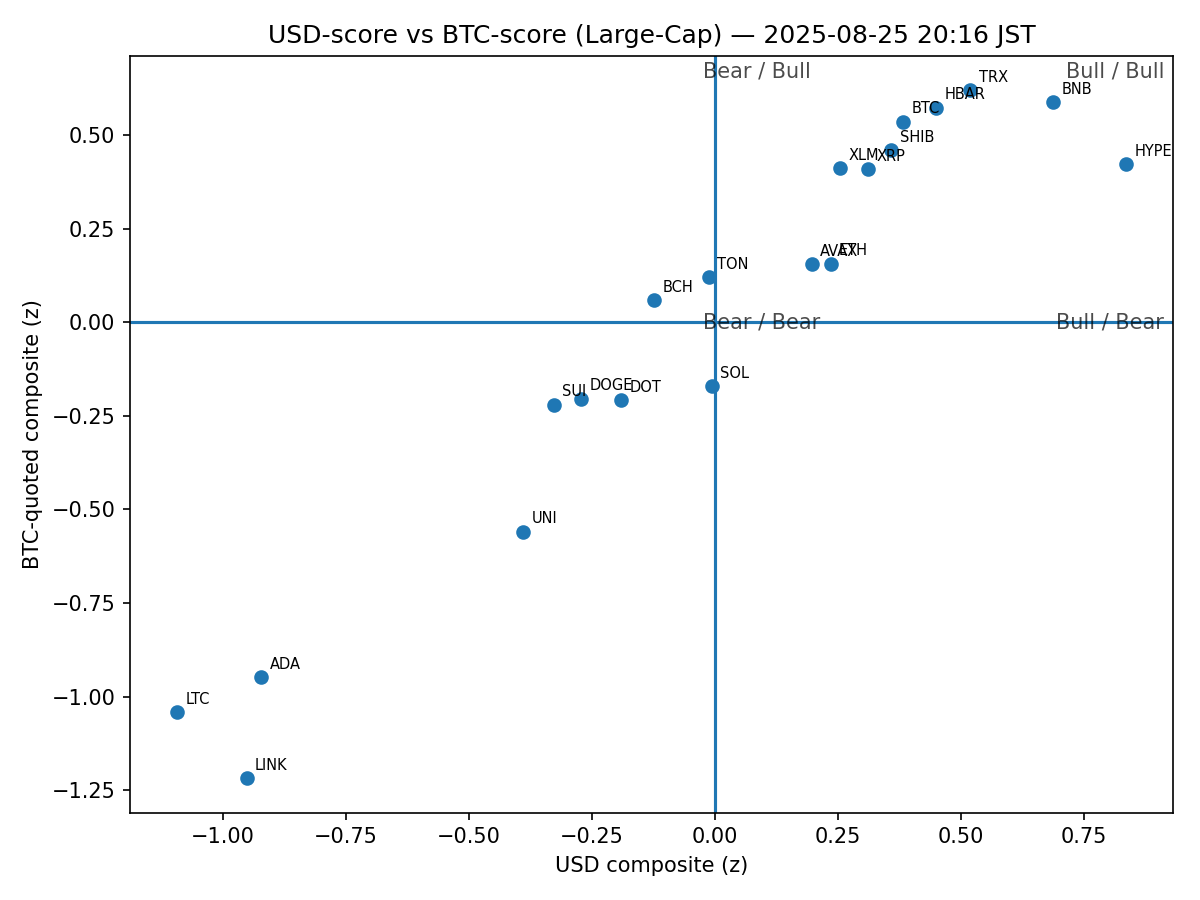 USD-score vs BTC-score (Large-Cap) — 2025-08-25 20:16 JST
Bear / Bull
Bull / Bull
TRX
BNB
HBAR
BTC
SHIB
XLM
XRP
HYPE
AVAX
ETH
TON
BCH
Bear / Bear
Bull / Bear
SOL
SUI
DOGE
DOT
UNI
ADA
LTC
LINK
0.50
0.25
0.00
−0.25
−0.50
−0.75
−1.00
−1.25
BTC-quoted composite (z)
−1.00
−0.75
−0.50
−0.25
0.00
0.25
0.50
0.75
USD composite (z)